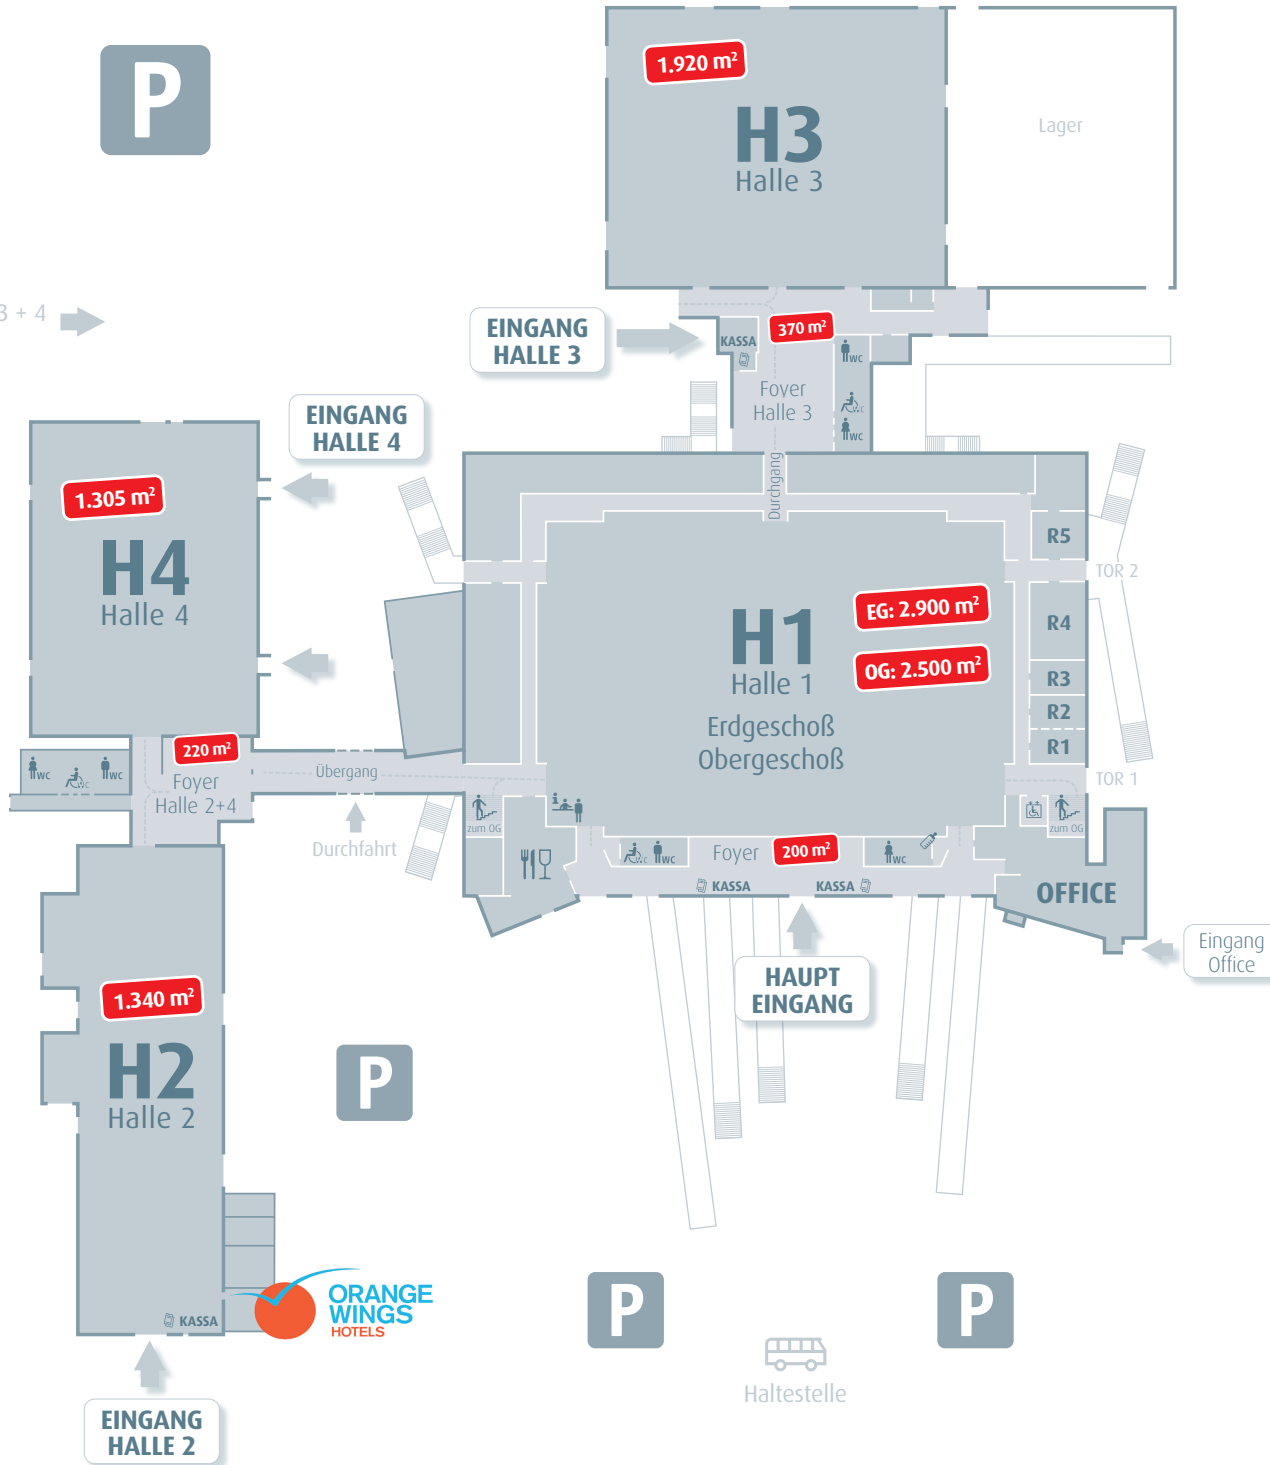 P
1.920 m²
H3
Halle 3
Lager
3 + 4
EINGANG
HALLE 3
KASSA
370 m²
WC
Foyer
Halle 3
WC
WC
EINGANG
HALLE 4
1.305 m²
H4
Halle 4
Durchgang
R5
TOR 2
EG: 2.900 m²
H1
Halle 1
OG: 2.500 m²
Erdgeschoß
Obergeschoß
R4
R3
R2
R1
TOR 1
220 m²
WC
WC
WC
Foyer
Halle 2+4
Übergang
Durchfahrt
zum OG
zum OG
WC
WC
Foyer
200 m²
WC
KASSA
KASSA
OFFICE
Eingang
Office
HAUPT
EINGANG
1.340 m²
H2
Halle 2
P
KASSA
ORANGE
WINGS
HOTELS
P
P
Haltestelle
EINGANG
HALLE 2